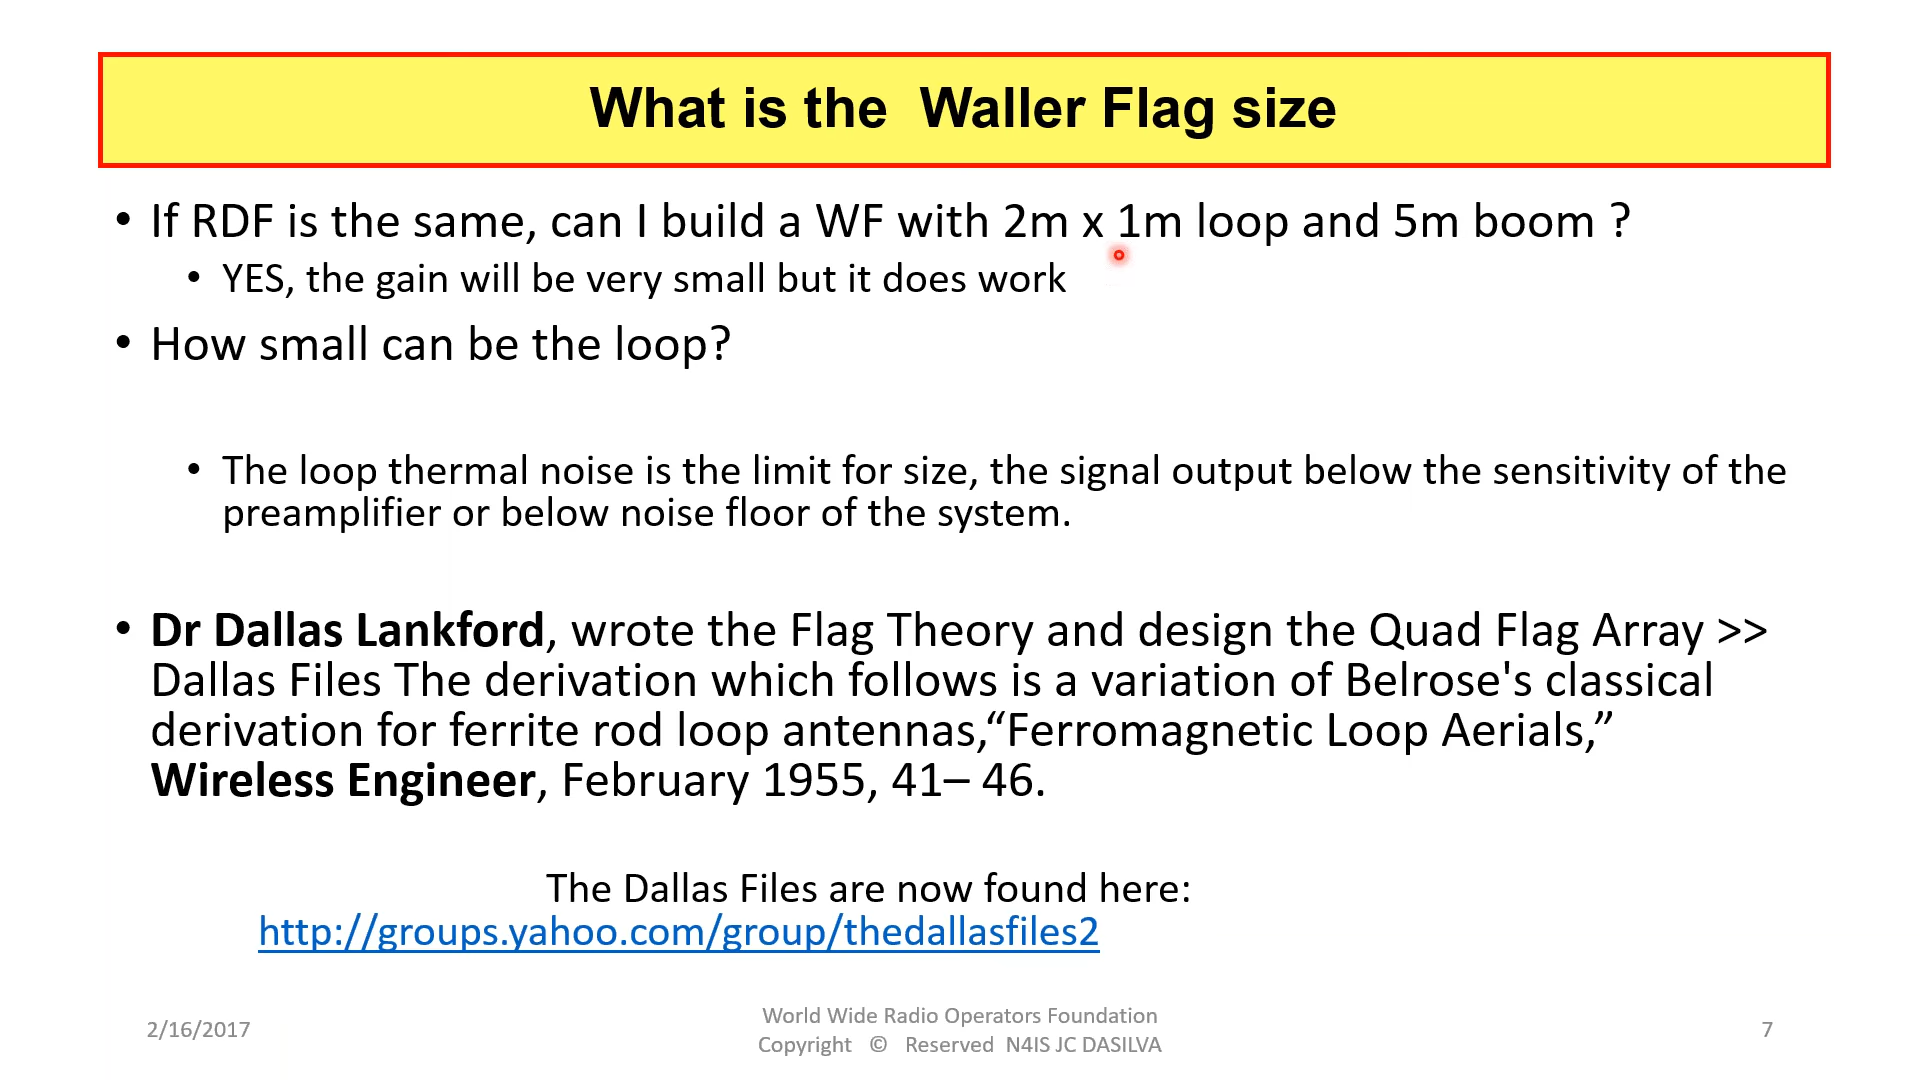 What is the  Waller Flag size
• If RDF is the same, can I build a WF with 2m x 1m loop and 5m boom ?
• YES, the gain will be very small but it does work
• How small can be the loop?
• The loop thermal noise is the limit for size, the signal output below the sensitivity of the
preamplifier or below noise floor of the system.
• Dr Dallas Lankford, wrote the Flag Theory and design the Quad Flag Array >>
Dallas Files The derivation which follows is a variation of Belrose's classical
derivation for ferrite rod loop antennas,“Ferromagnetic Loop Aerials,”
Wireless Engineer, February 1955, 41– 46.
The Dallas Files are now found here:
http://groups.yahoo.com/group/thedallasfiles2
2/16/2017
World Wide Radio Operators Foundation
Copyright © Reserved N4IS JC DASILVA
7